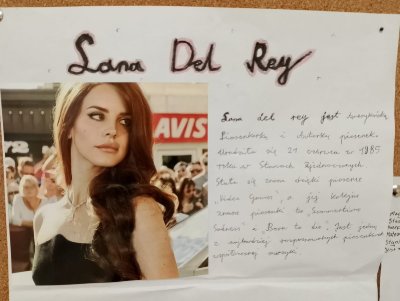 Lana Del Rey
AVIS
Lana del rey jest amerykańską
Piosenkarką i Autorką piosenek.
Urodziła się 21 czerwca w 1985
roku w Stanach Zjednoczonych.
Stała się znana dzięki piosence
"Video Games", a jej kolejne
znane piosenki to "Summertime
Sadness" i "Born to die". Jest jedną
z najbardziej rozpoznawalnych piosenkarek
współczesnej muzyki.